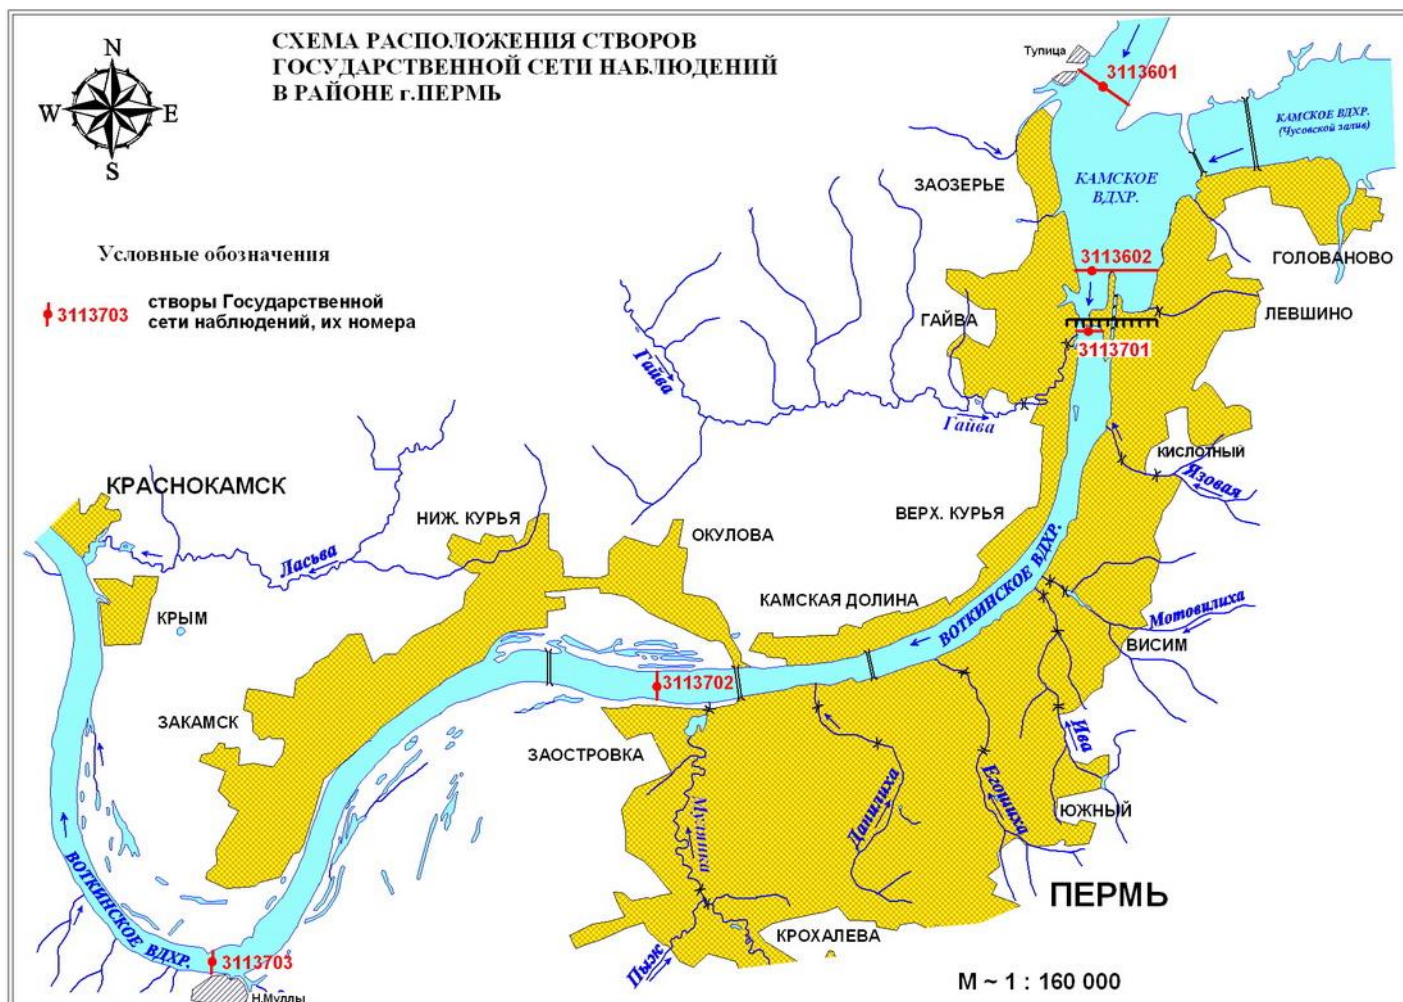 СХЕМА РАСПОЛОЖЕНИЯ СТВОРОВ
ГОСУДАРСТВЕННОЙ СЕТИ НАБЛЮДЕНИЙ
В РАЙОНЕ г.ПЕРМЬ
N
W
E
S
Условные обозначения
3113703
створы Государственной
сети наблюдений, их номера
Тупица
3113601
КАМСКОЕ ВДХР.
(Чусовской залив)
КАМСКОЕ
ВДХР.
ЗАОЗЕРЬЕ
3113602
ГОЛОВАНОВО
ГАЙВА
ЛЕВШИНО
3113701
Гайва
Гайва
КИСЛОТНЫЙ
Язовая
КРАСНОКАМСК
НИЖ. КУРЬЯ
ОКУЛОВА
ВЕРХ. КУРЬЯ
Ласьва
ВОТКИНСКОЕ ВДХР.
КАМСКАЯ ДОЛИНА
КРЫМ
Мотовилиха
ВИСИМ
3113702
ЗАКАМСК
ЗАОСТРОВКА
Ива
Мулянка
Данилиха
Егошиха
ЮЖНЫЙ
ВОТКИНСКОЕ ВДХР.
ПЕРМЬ
КРОХАЛЕВА
Пыж
3113703
Н.Муллы
М ~ 1 : 160 000